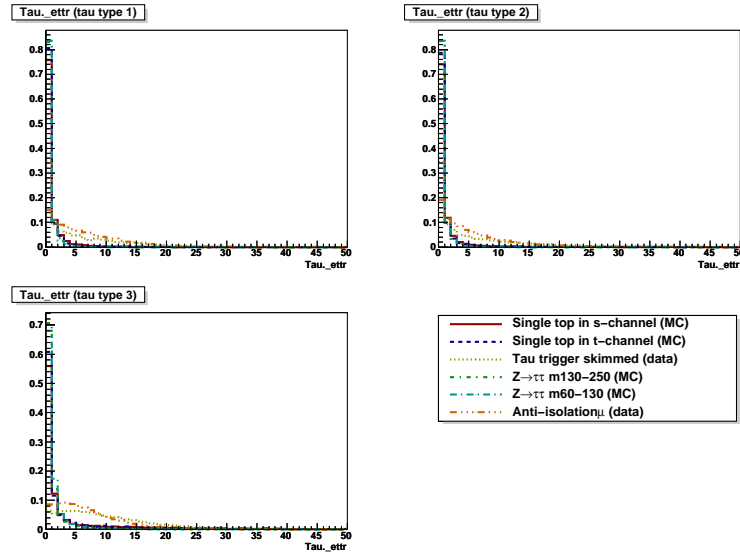 Tau._ettr (tau type 1)
0.8
0.7
0.6
0.5
0.4
0.3
0.2
0.1
0
0 5 10 15 20 25 30 35 40 45 50
Tau._ettr
Tau._ettr (tau type 2)
0.8
0.7
0.6
0.5
0.4
0.3
0.2
0.1
0
0 5 10 15 20 25 30 35 40 45 50
Tau._ettr
Tau._ettr (tau type 3)
0.7
0.6
0.5
0.4
0.3
0.2
0.1
0
0 5 10 15 20 25 30 35 40 45 50
Tau._ettr
Single top in s−channel (MC)
Single top in t−channel (MC)
Tau trigger skimmed (data)
Z→ττ m130−250 (MC)
Z→ττ m60−130 (MC)
Anti−isolationμ (data)